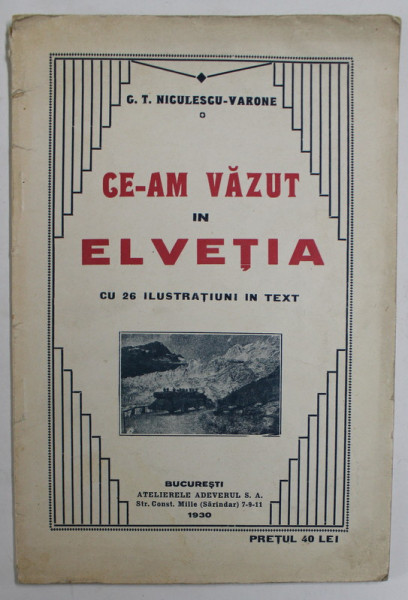 G. T. NICULESCU-VARONE
CE-AM VĂZUT
IN
ELVEȚIA
CU 26 ILUSTRAȚIUNI IN TEXT
BUCUREȘTI
ATELIERELE ADEVERUL S. A.
Str. Const. Mille (Sărindar) 7-9-11
1930
PREȚUL 40 LEI